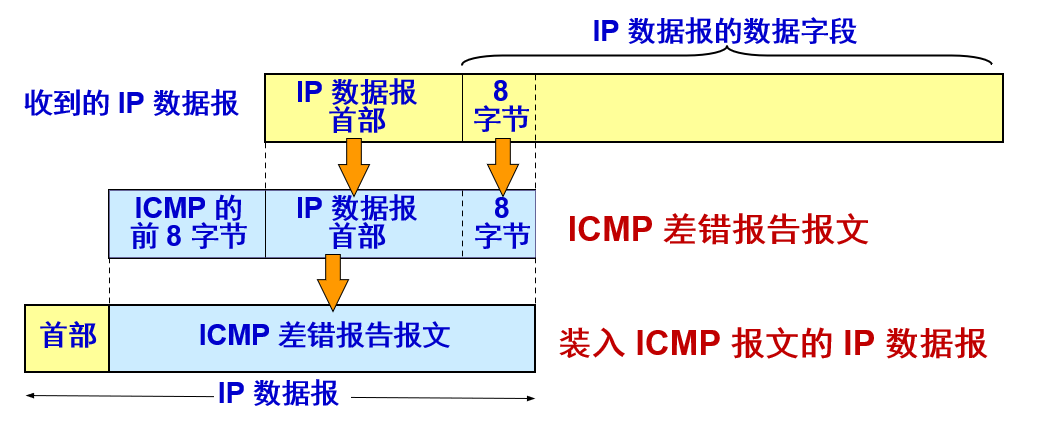 IP 数据报的数据字段
收到的 IP 数据报
IP 数据报
首部
8
字节
ICMP 的
前 8 字节
IP 数据报
首部
8
字节
ICMP 差错报告报文
首部
ICMP 差错报告报文
装入 ICMP 报文的 IP 数据报
IP 数据报